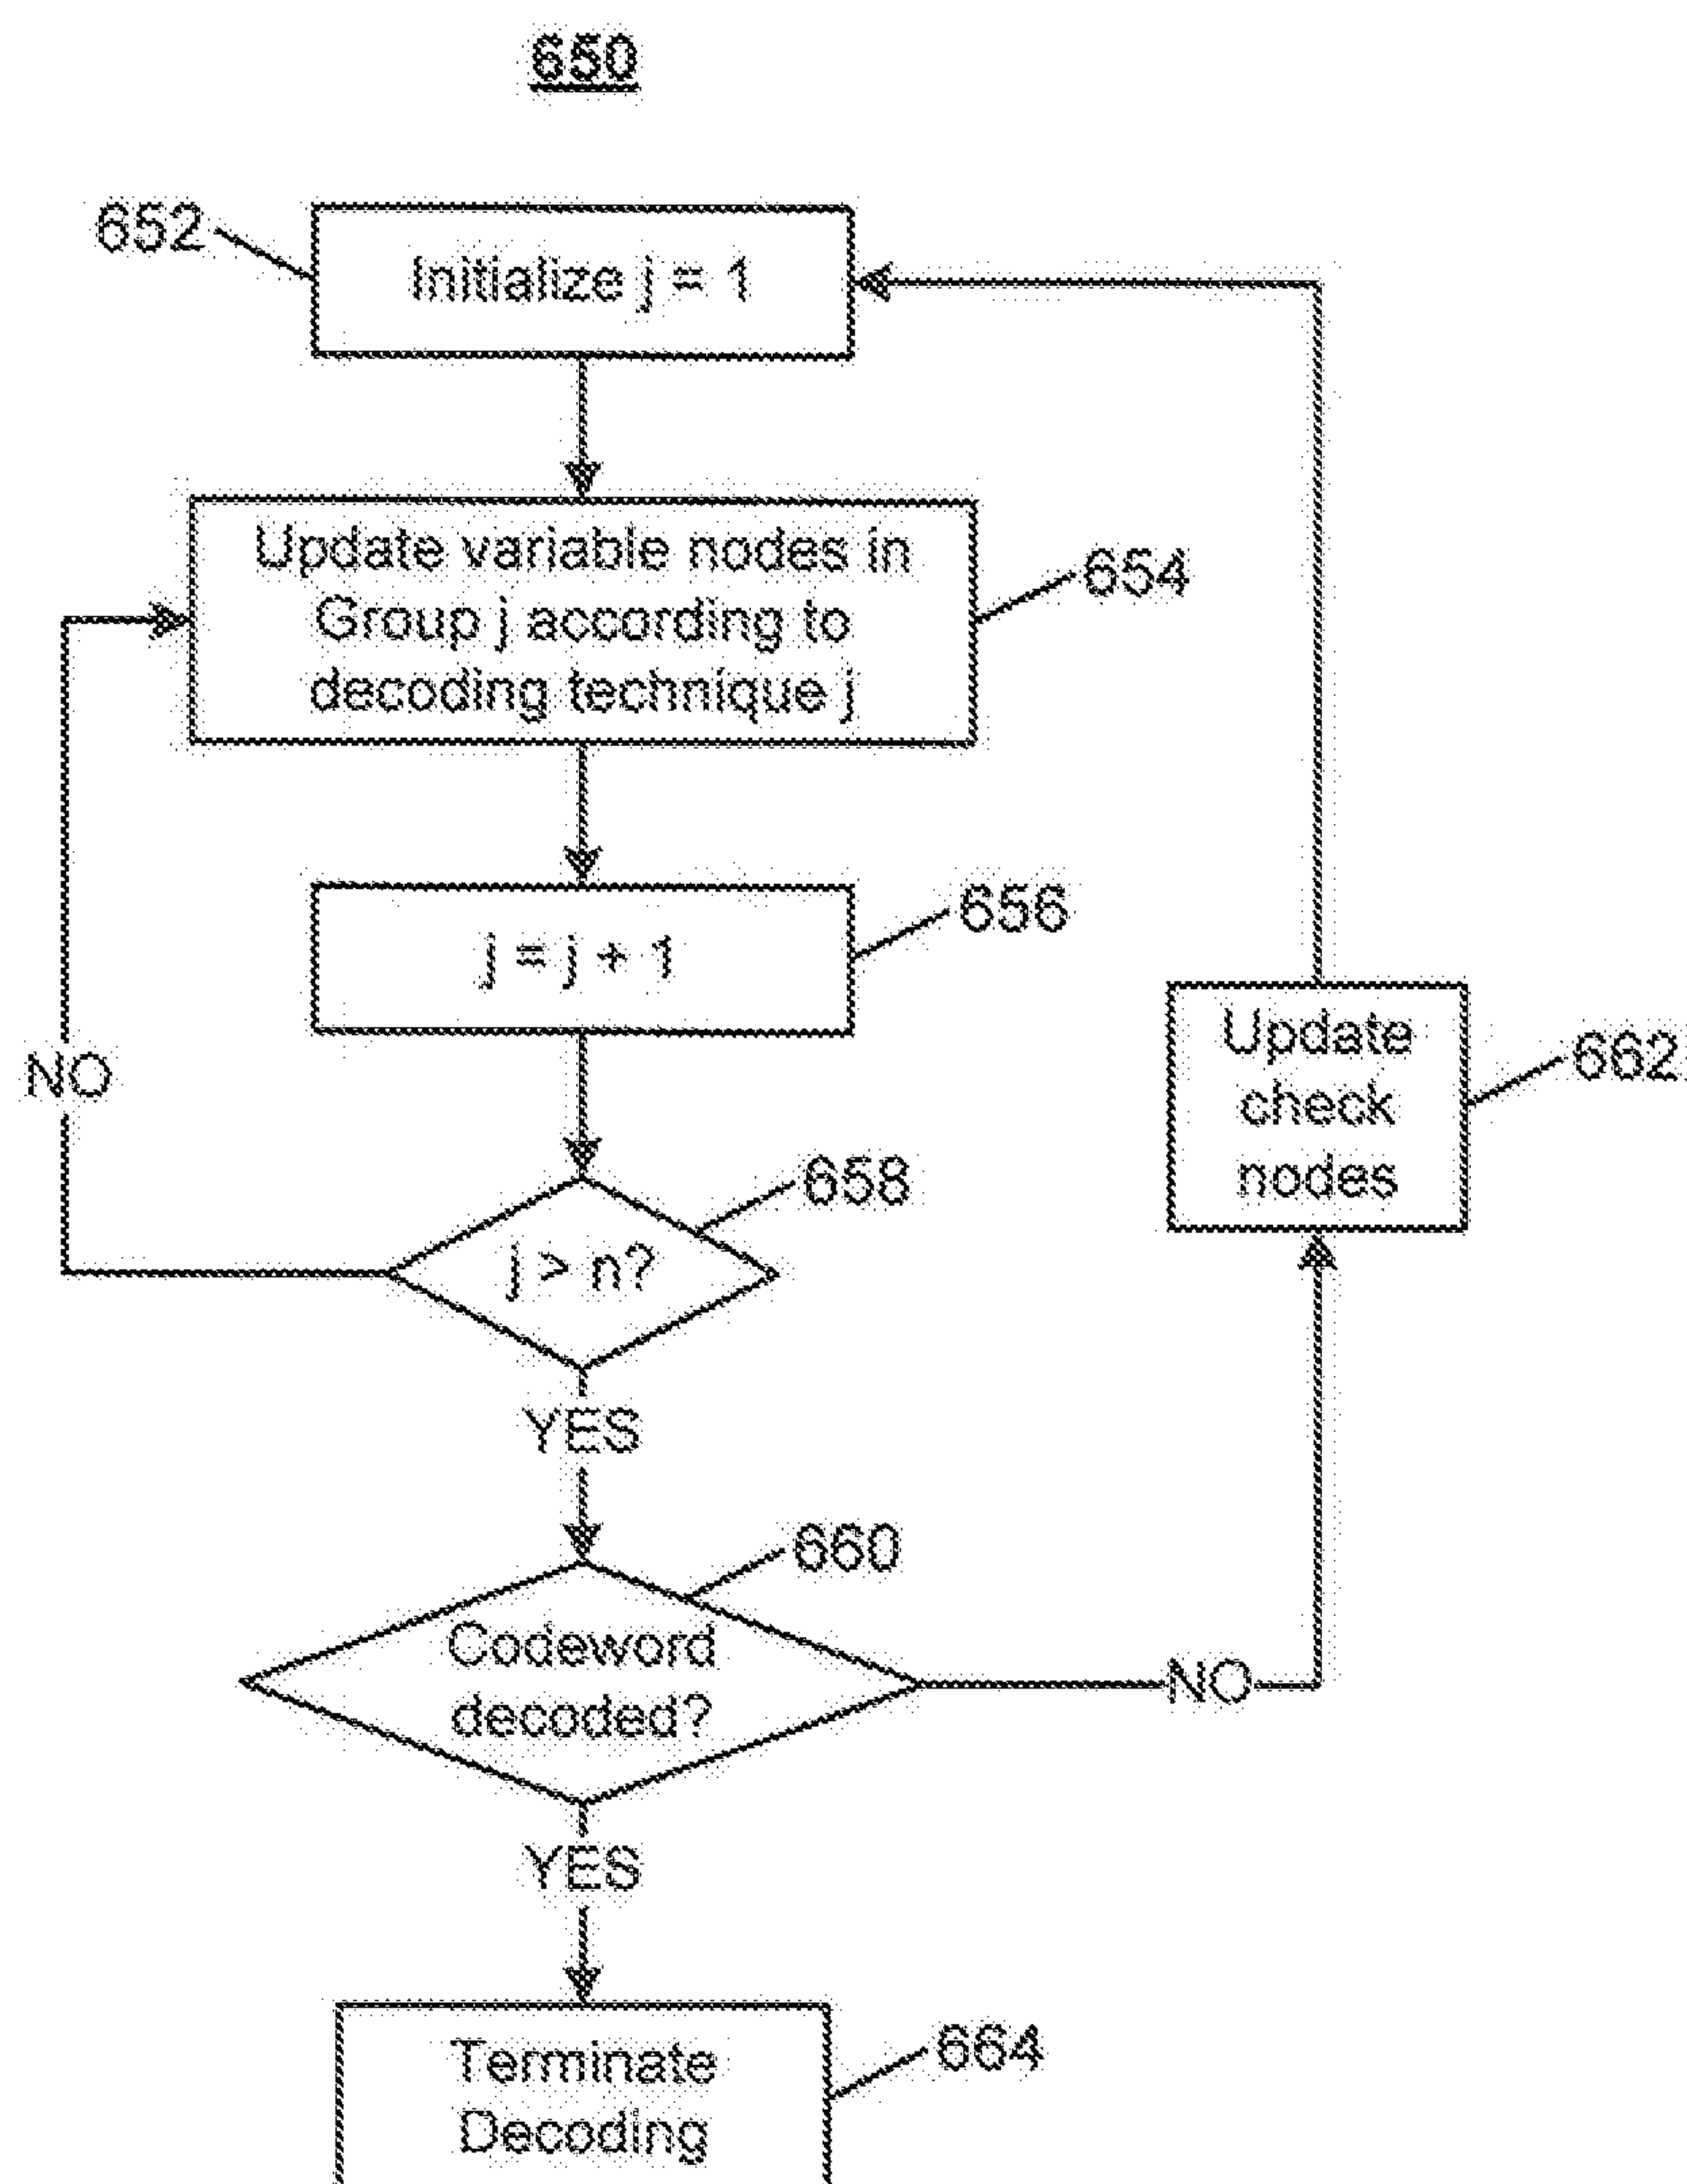 650
652
Initialize j = 1
Update variable nodes in
Group j according to
decoding technique j
654
j = j + 1
656
NO
Update
check
nodes
662
658
j > n?
YES
660
Codeword
decoded?
NO
YES
Terminate
Decoding
664